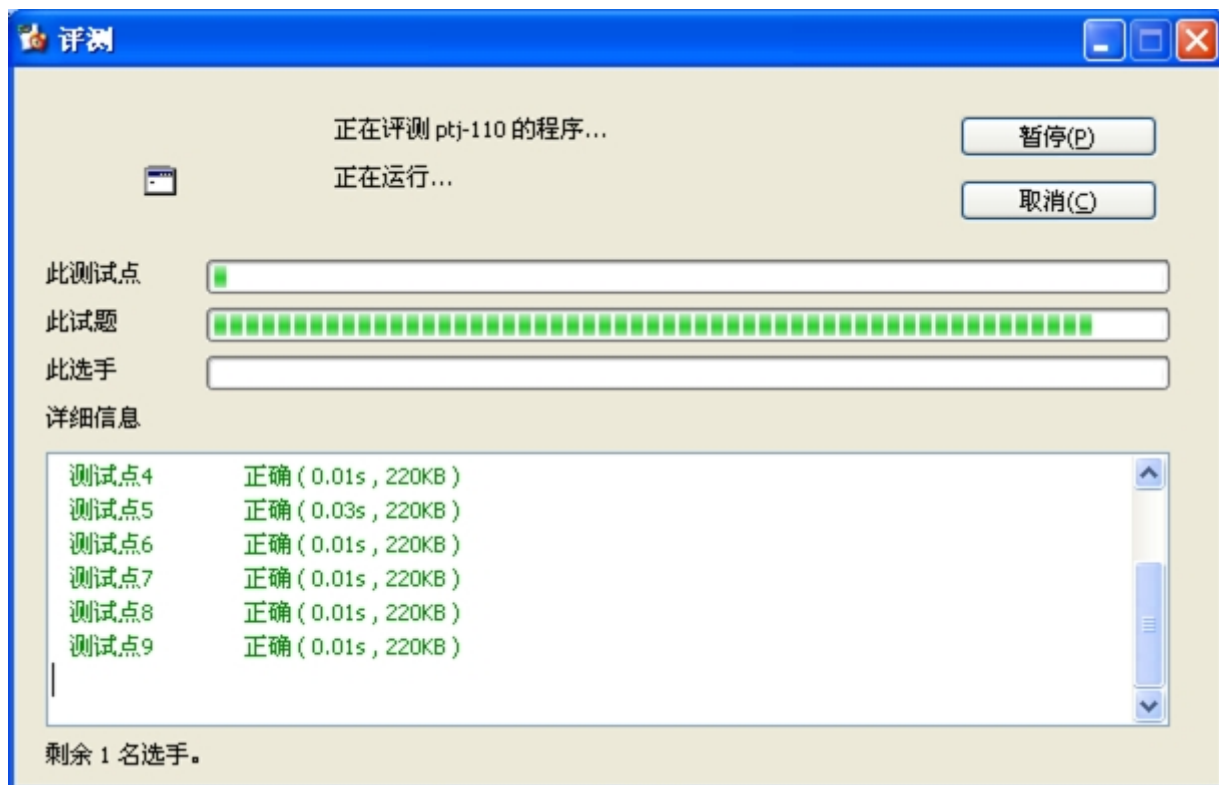 评测
正在评测 ptj-110 的程序...
暂停(P)
正在运行...
取消(C)
此测试点
此试题
此选手
详细信息
测试点4 正确 ( 0.01s , 220KB )
测试点5 正确 ( 0.03s , 220KB )
测试点6 正确 ( 0.01s , 220KB )
测试点7 正确 ( 0.01s , 220KB )
测试点8 正确 ( 0.01s , 220KB )
测试点9 正确 ( 0.01s , 220KB )
剩余 1 名选手。